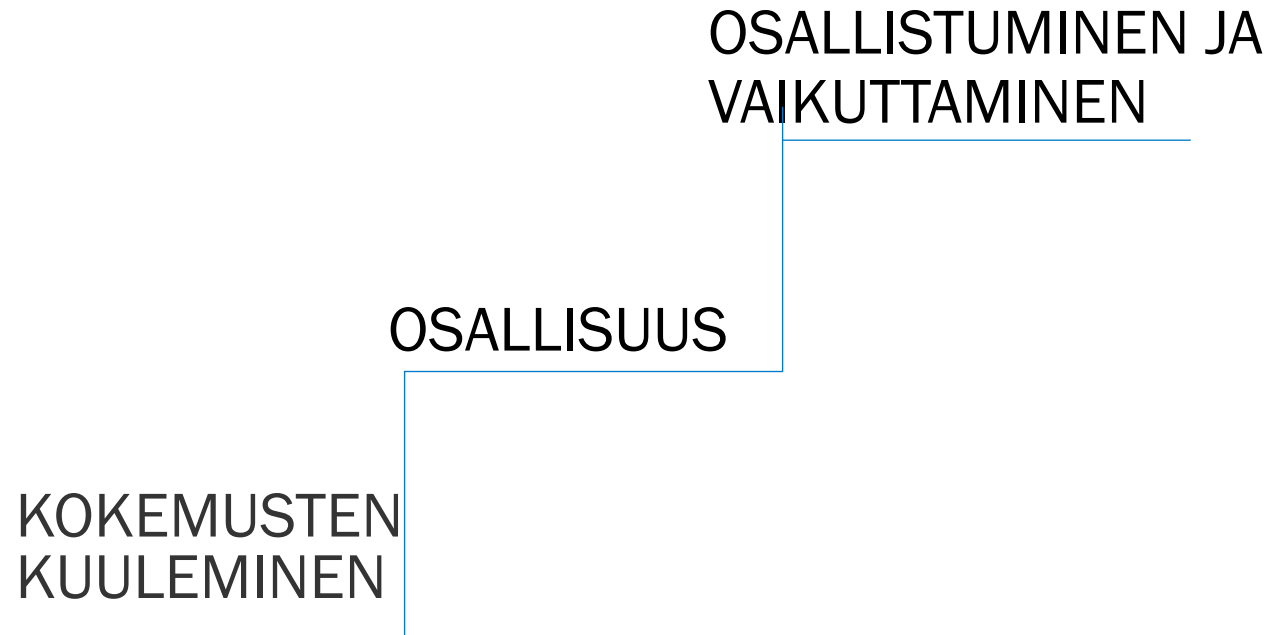 OSALLISTUMINEN JA
VAIKUTTAMINEN
OSALLISUUS
KOKEMUSTEN
KUULEMINEN